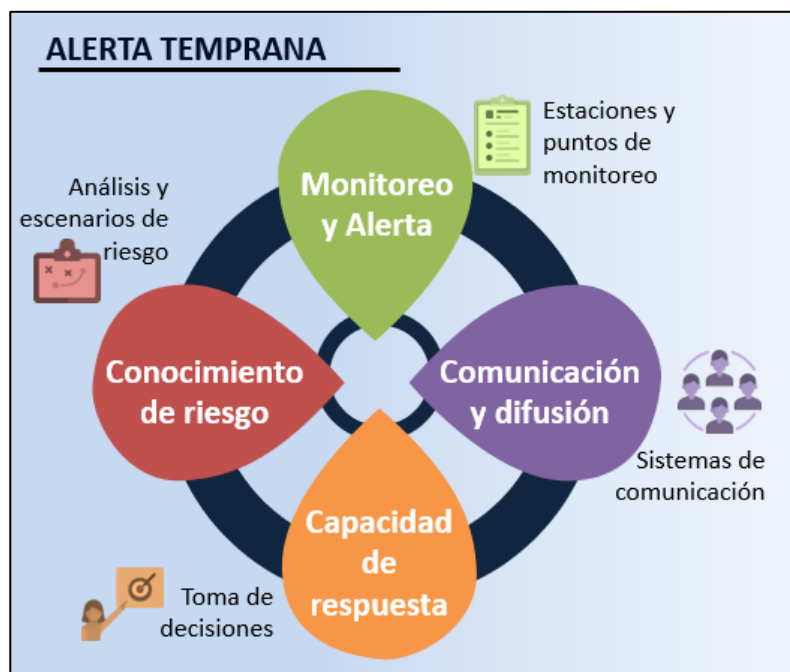 ALERTA TEMPRANA
Estaciones y
puntos de
monitoreo
Monitoreo
y Alerta
Análisis y
escenarios de
riesgo
Conocimiento
de riesgo
Comunicación
y difusión
Sistemas de
comunicación
Capacidad
de
respuesta
Toma de
decisiones